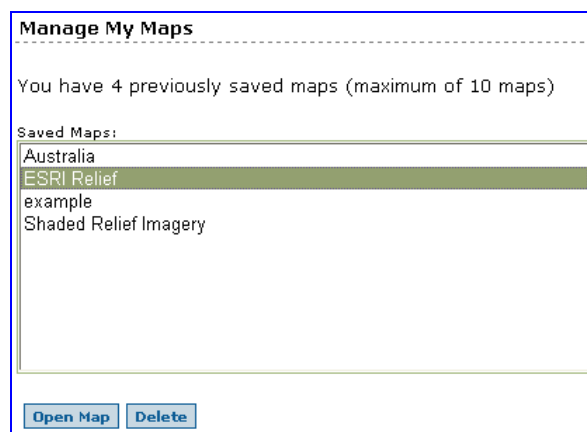 Manage My Maps
You have 4 previously saved maps (maximum of 10 maps)
Saved Maps:
Australia
ESRI Relief
example
Shaded Relief Imagery
Open Map Delete